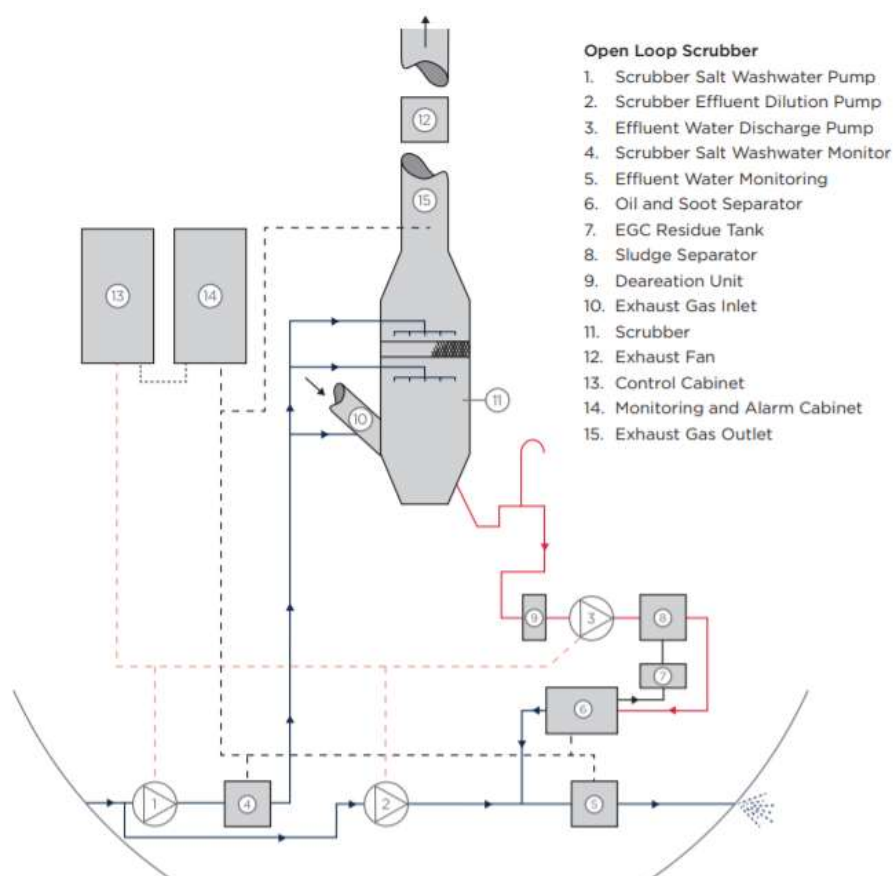 Open Loop Scrubber
1. Scrubber Salt Washwater Pump
2. Scrubber Effluent Dilution Pump
3. Effluent Water Discharge Pump
4. Scrubber Salt Washwater Monitor
5. Effluent Water Monitoring
6. Oil and Soot Separator
7. EGC Residue Tank
8. Sludge Separator
9. Deareation Unit
10. Exhaust Gas Inlet
11. Scrubber
12. Exhaust Fan
13. Control Cabinet
14. Monitoring and Alarm Cabinet
15. Exhaust Gas Outlet
12
15
13
14
10
11
9
3
8
7
6
1
4
2
5